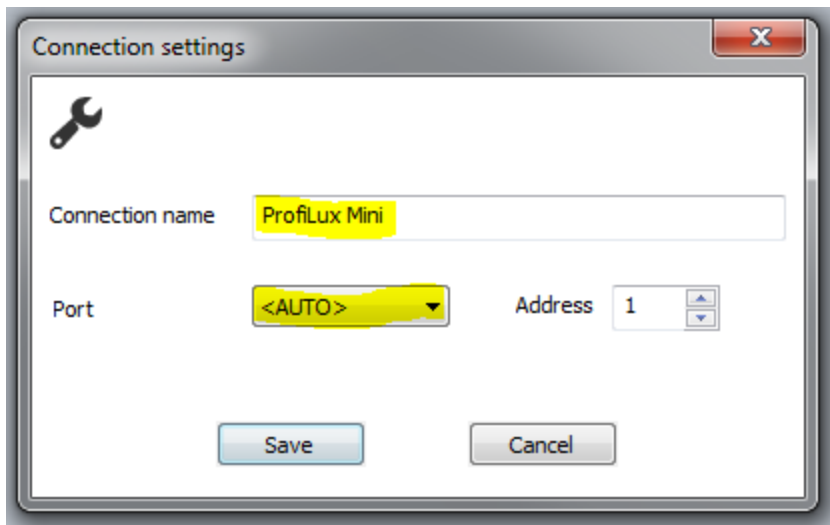 Connection settings
Connection name ProfiLux Mini
Port <AUTO> Address 1
Save Cancel